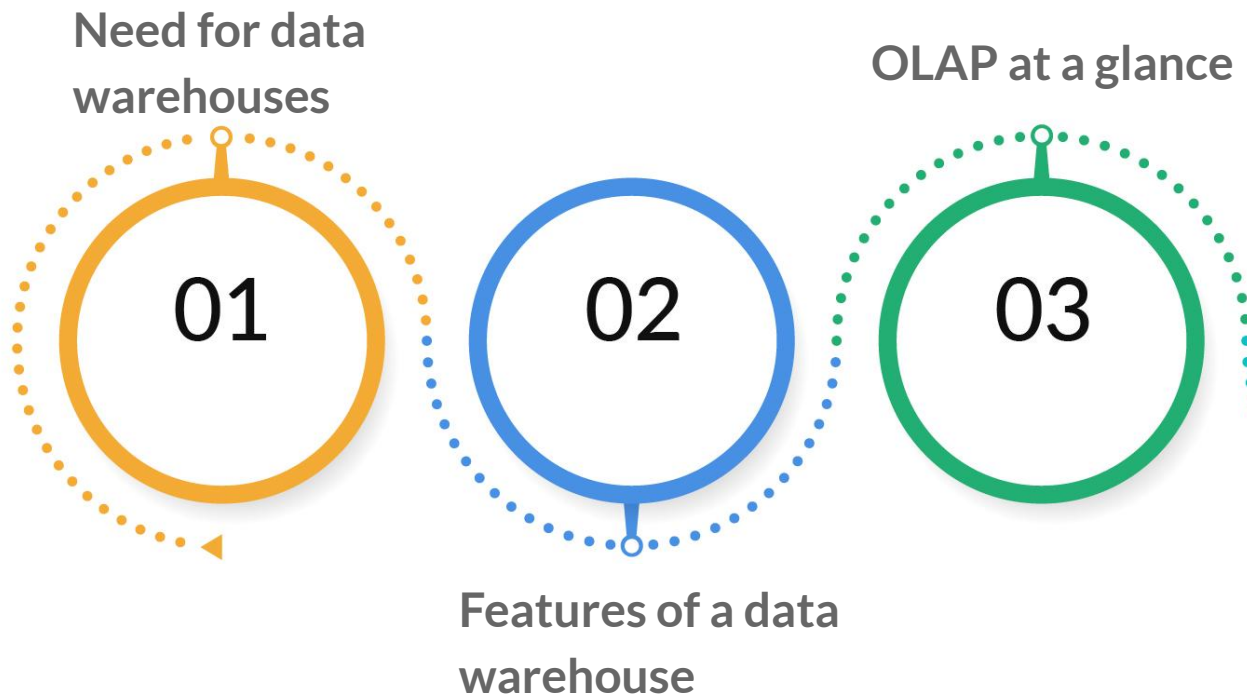 Need for data
warehouses
01
02
Features of a data
warehouse
OLAP at a glance
03